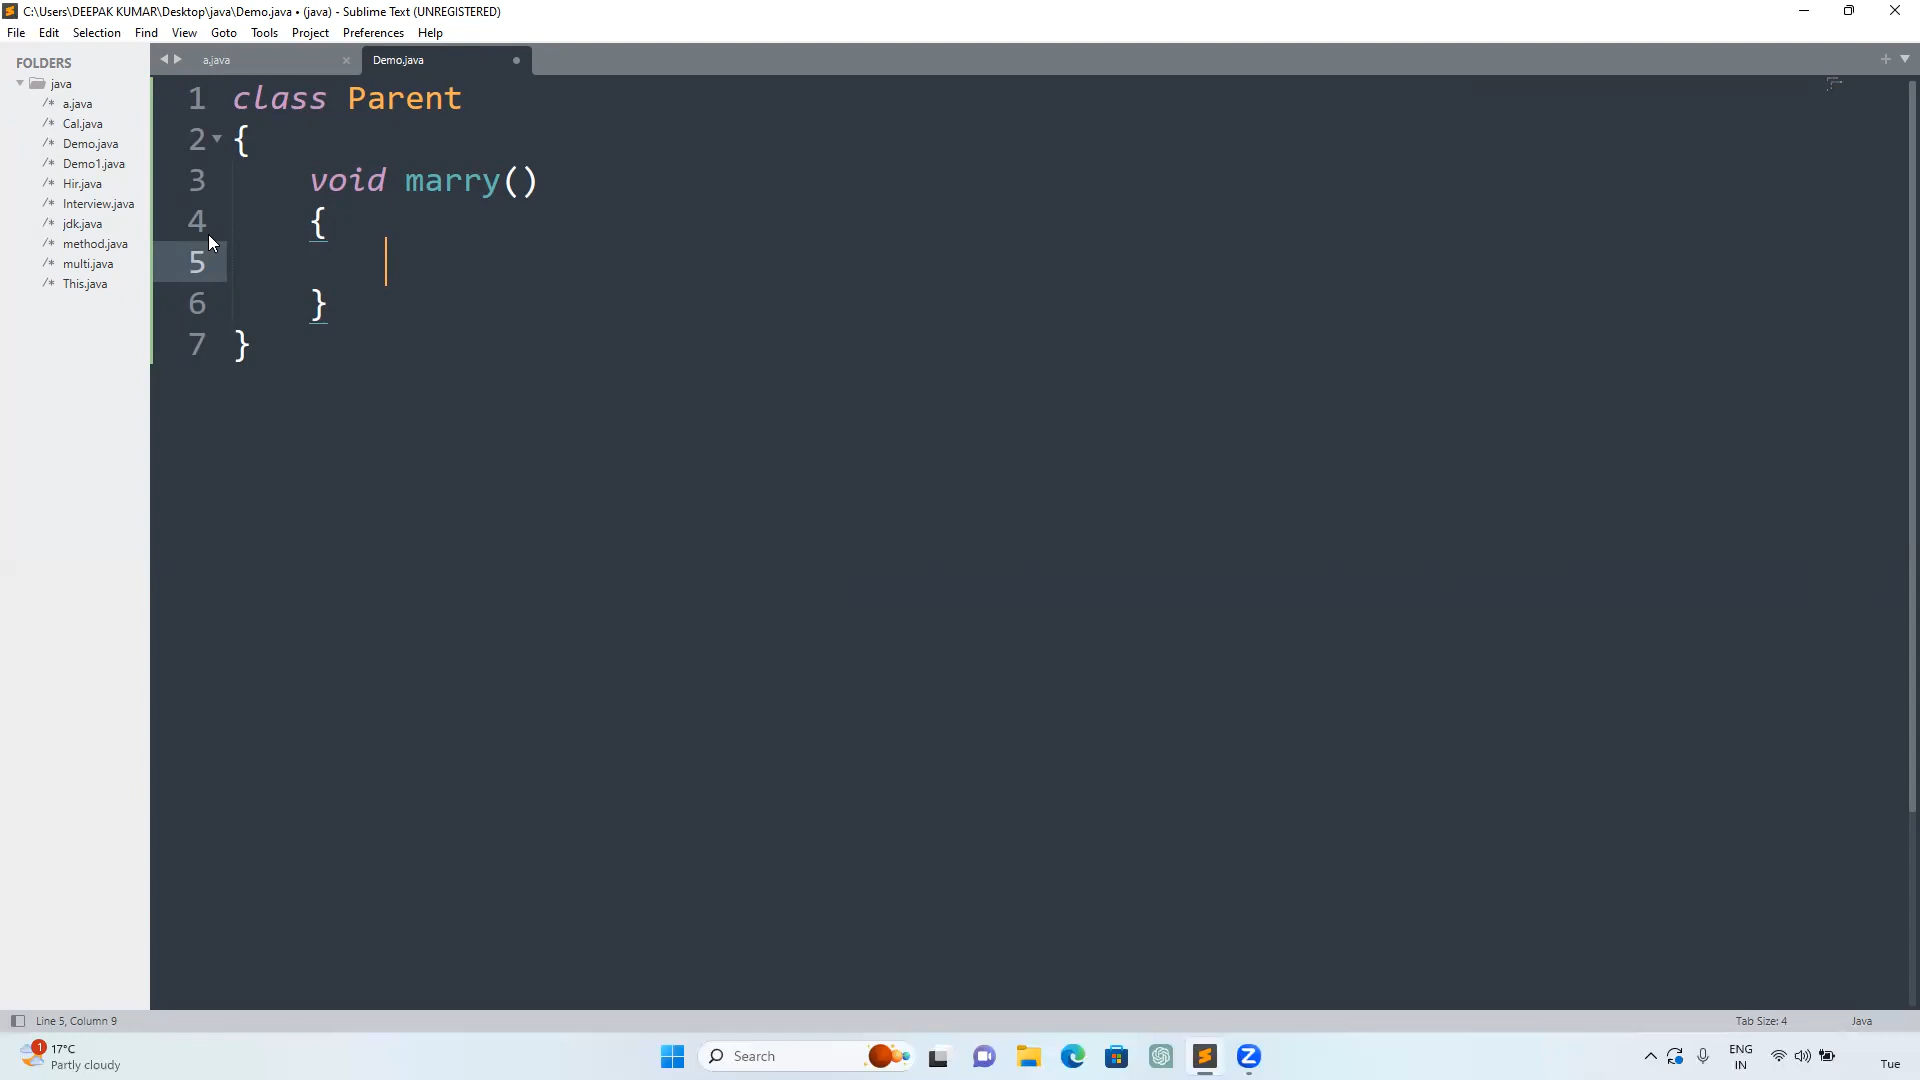 C:\Users\DEEPAK KUMAR\Desktop\java\Demo.java • (java) - Sublime Text (UNREGISTERED)
File Edit Selection Find View Goto Tools Project Preferences Help
FOLDERS
java
/* a.java
/* Cal.java
/* Demo.java
/* Demo1.java
/* Hir.java
/* Interview.java
/* jdk.java
/* method.java
/* multi.java
/* This.java
a.java Demo.java
1 class Parent
2 {
3 void marry()
4 {
5
6 }
7 }
Line 5, Column 9 Tab Size: 4 Java
1 17°C
Partly cloudy
Search
ENG
IN
Tue